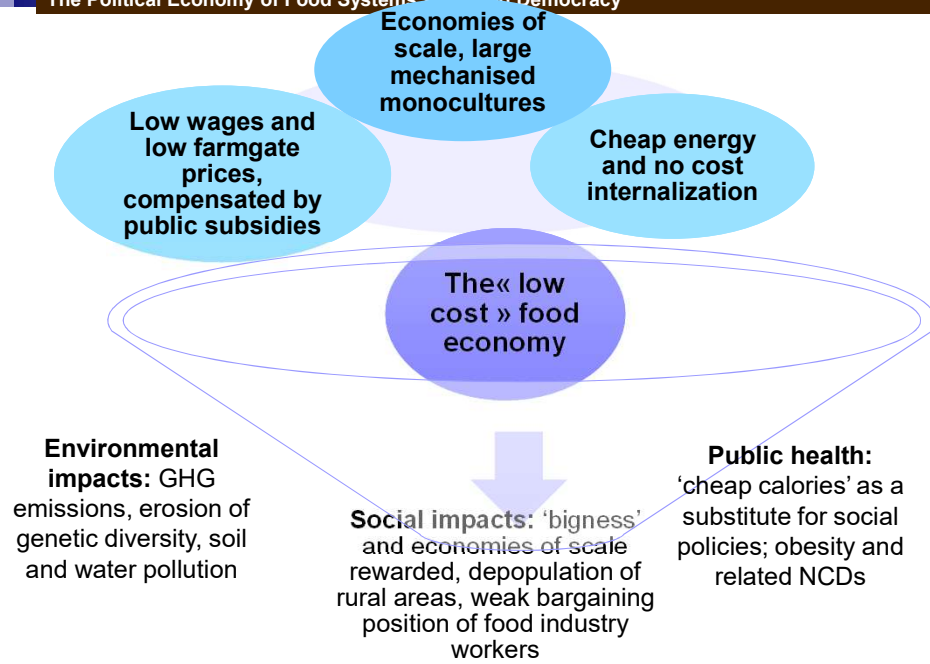 The Political Economy of Food Systems Democracy
Economies of
scale, large
mechanised
monocultures
Low wages and
low farmgate
prices,
compensated by
public subsidies
Cheap energy
and no cost
internalization
The« low
cost » food
economy
Environmental
impacts: GHG
emissions, erosion of
genetic diversity, soil
and water pollution
Social impacts: ‘bigness’
and economies of scale
rewarded, depopulation of
rural areas, weak bargaining
position of food industry
workers
Public health:
‘cheap calories’ as a
substitute for social
policies; obesity and
related NCDs